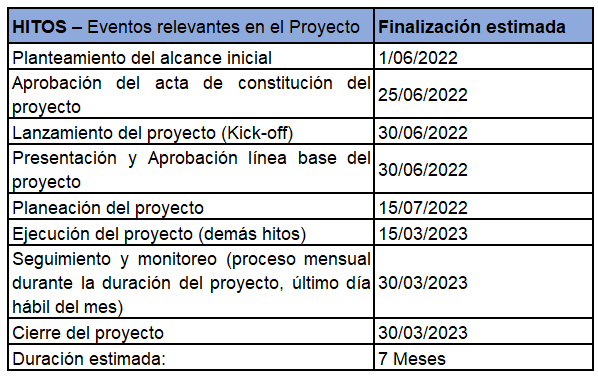 HITOS – Eventos relevantes en el Proyecto Finalización estimada
Planteamiento del alcance inicial 1/06/2022
Aprobación del acta de constitución del
proyecto 25/06/2022
Lanzamiento del proyecto (Kick-off) 30/06/2022
Presentación y Aprobación línea base del
proyecto 30/06/2022
Planeación del proyecto 15/07/2022
Ejecución del proyecto (demás hitos) 15/03/2023
Seguimiento y monitoreo (proceso mensual
durante la duración del proyecto, último día
hábil del mes) 30/03/2023
Cierre del proyecto 30/03/2023
Duración estimada: 7 Meses